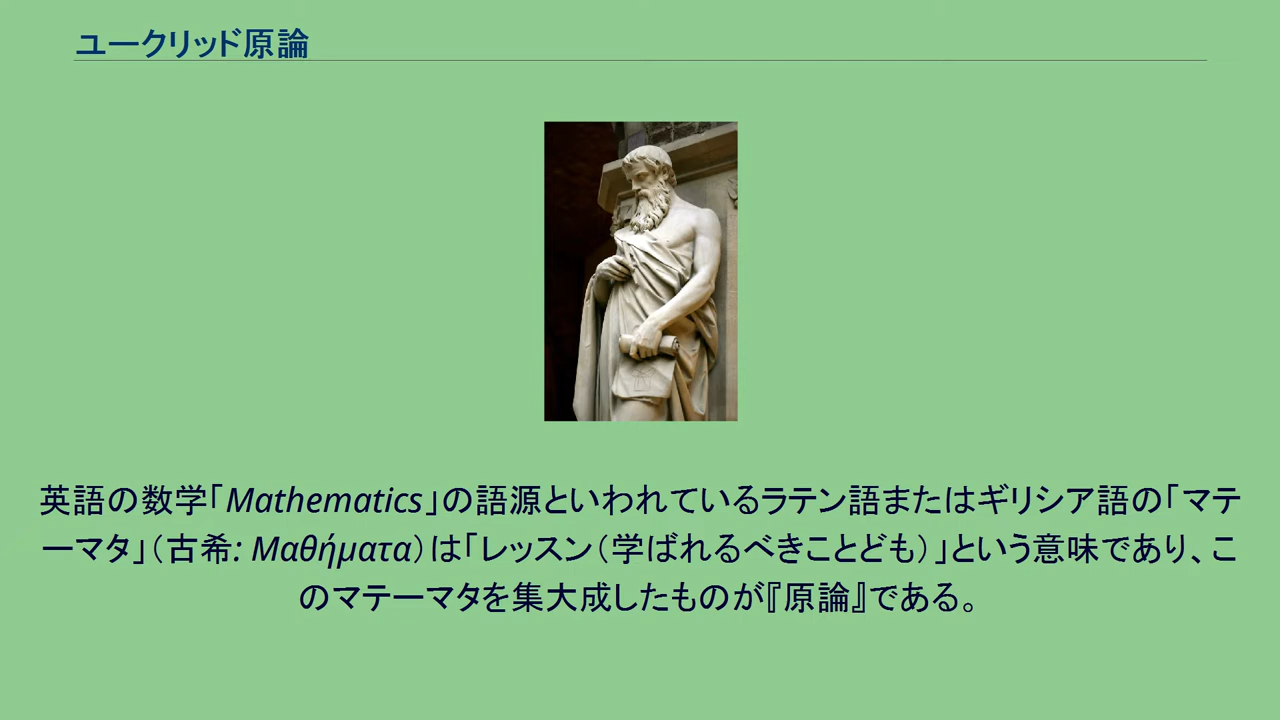 ユークリッド原論
英語の数学「Mathematics」の語源といわれているラテン語またはギリシア語の「マテ
ーマタ」（古希: Μαθήματα）は「レッスン（学ばれるべきことども）」という意味であり、こ
のマテーマタを集大成したものが『原論』である。